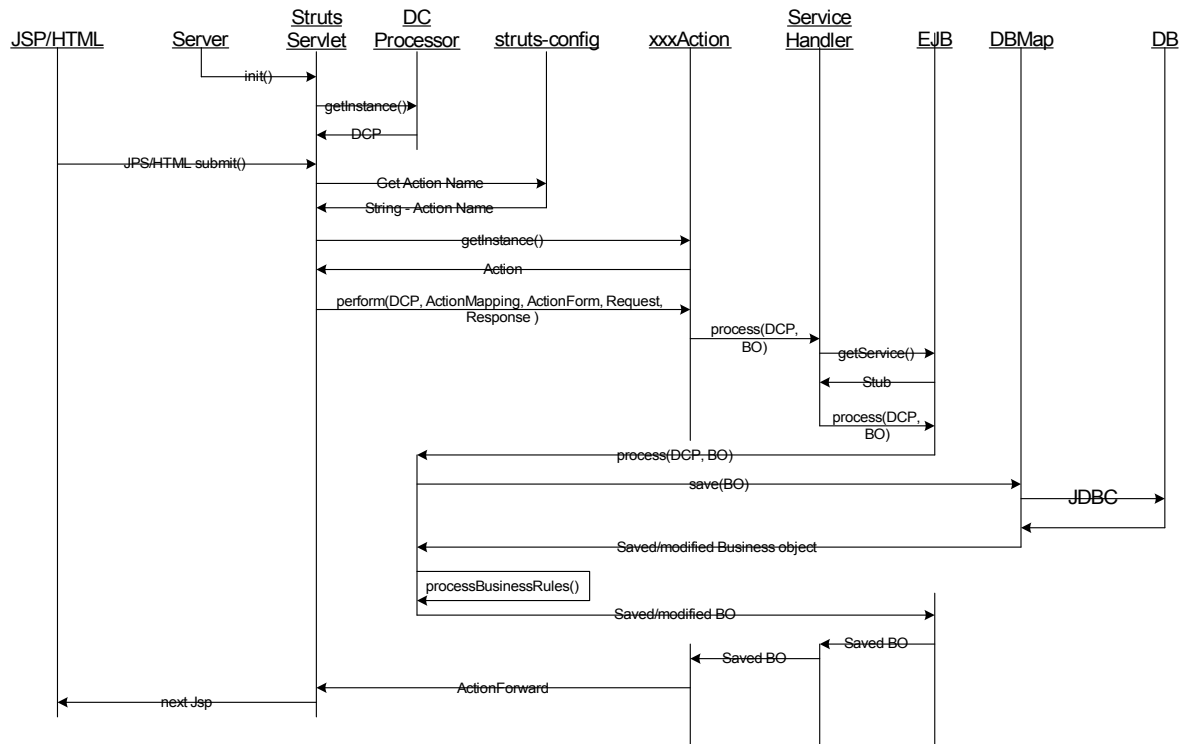 JSP/HTML
Server
Struts
Servlet
DC
Processor
struts-config
xxxAction
Service
Handler
EJB
DBMap
DB
init()
getInstance()
DCP
JPS/HTML submit()
Get Action Name
String - Action Name
getInstance()
Action
perform(DCP, ActionMapping, ActionForm, Request,
Response )
process(DCP,
BO)
getService()
Stub
process(DCP,
BO)
process(DCP, BO)
save(BO)
JDBC
Saved/modified Business object
processBusinessRules()
Saved/modified BO
Saved BO
Saved BO
ActionForward
next Jsp